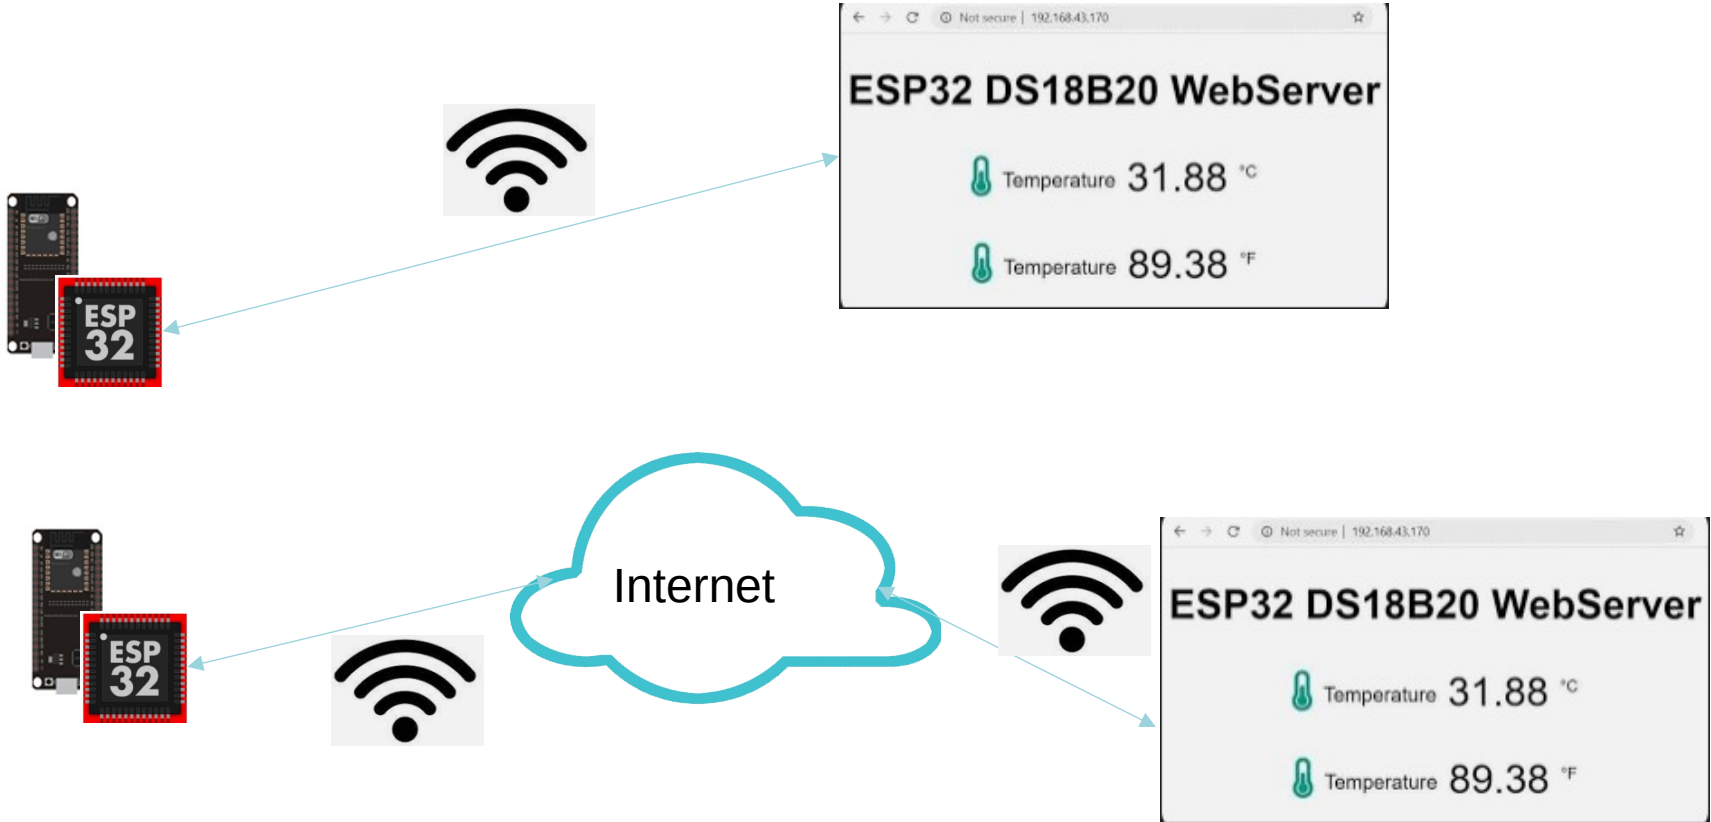 Not secure | 192.168.43.170
ESP32 DS18B20 WebServer
Temperature 31.88 °C
Temperature 89.38 °F
ESP
32
Internet
Not secure | 192.168.43.170
ESP32 DS18B20 WebServer
Temperature 31.88 °C
Temperature 89.38 °F
ESP
32